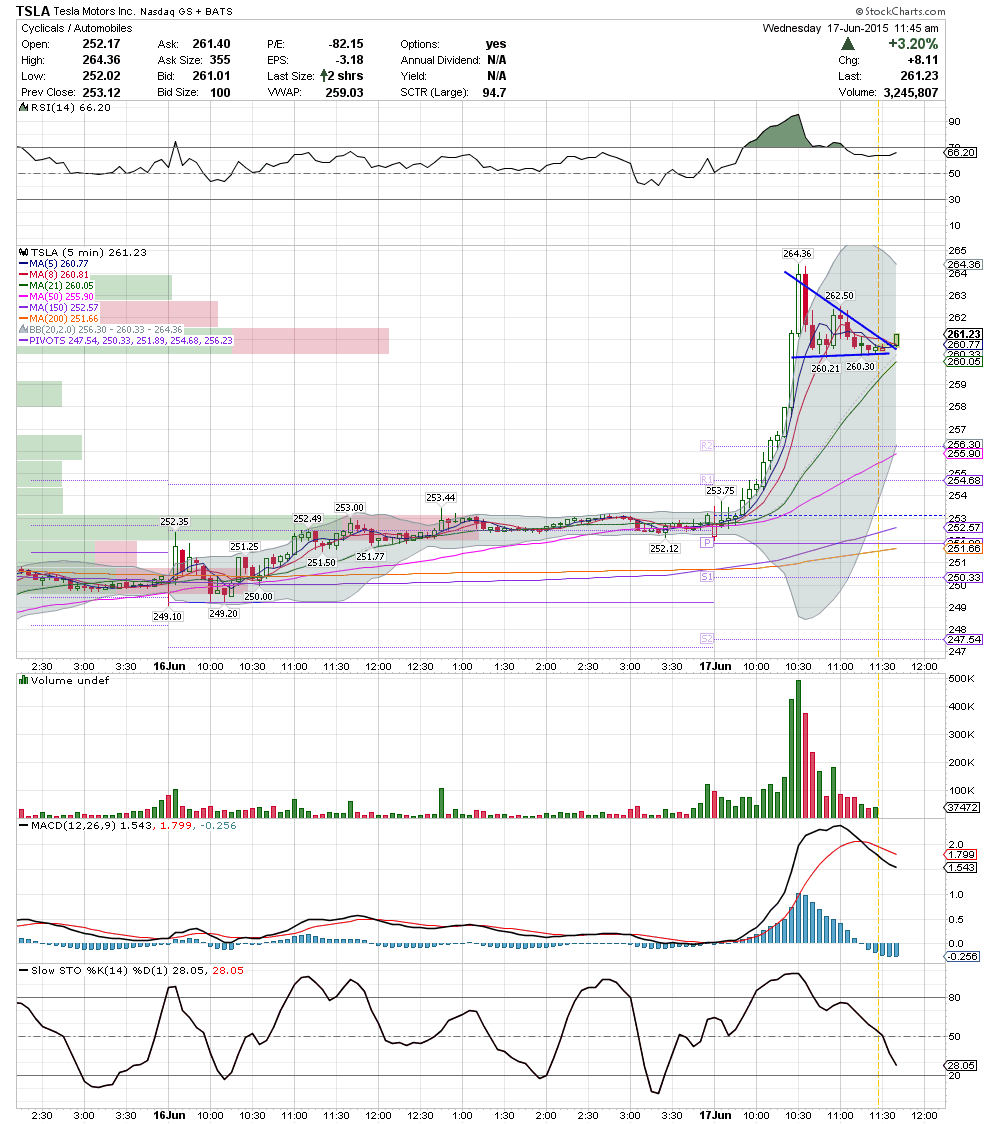 TSLA Tesla Motors Inc. Nasdaq GS + BATS © StockCharts.com
Cyclicals / Automobiles Wednesday 17-Jun-2015 11:45 am
Open: 252.17 Ask: 261.40 P/E: -82.15 Options: yes +3.20%
High: 264.36 Ask Size: 355 EPS: -3.18 Annual Dividend: N/A Chg: +8.11
Low: 252.02 Bid: 261.01 Last Size: 2 shrs Yield: N/A Last: 261.23
Prev Close: 253.12 Bid Size: 100 VWAP: 259.03 SCTR (Large): 94.7 Volume: 3,245,807
RSI(14) 66.20
90
70
66.20
50
30
10
TSLA (5 min) 261.23
MA(5) 260.77
MA(8) 260.81
MA(21) 260.05
MA(50) 255.90
MA(150) 252.57
MA(200) 251.66
BB(20,2.0) 256.30 - 260.33 - 264.36
PIVOTS 247.54, 250.33, 251.89, 254.68, 256.23
264.36
262.50
260.21
260.30
253.75
253.44
253.00
252.49
252.35
252.12
251.77
251.50
251.25
250.00
249.20
249.10
R2
R1
P
S1
S2
265
264.36
264
263
262
261.23
260.77
260.33
260.05
259
258
257
256.30
255.90
255
254.68
254
253
252.57
251.66
251
250.33
250
249
248
247.54
247
2:30 3:00 3:30 16Jun 10:00 10:30 11:00 11:30 12:00 12:30 1:00 1:30 2:00 2:30 3:00 3:30 17Jun 10:00 10:30 11:00 11:30 12:00
Volume undef
500K
400K
300K
200K
100K
37472
MACD(12,26,9) 1.543, 1.799, -0.256
2.0
1.799
1.543
1.0
0.5
0.0
-0.256
Slow STO %K(14) %D(1) 28.05, 28.05
80
50
28.05
20
2:30 3:00 3:30 16Jun 10:00 10:30 11:00 11:30 12:00 12:30 1:00 1:30 2:00 2:30 3:00 3:30 17Jun 10:00 10:30 11:00 11:30 12:00